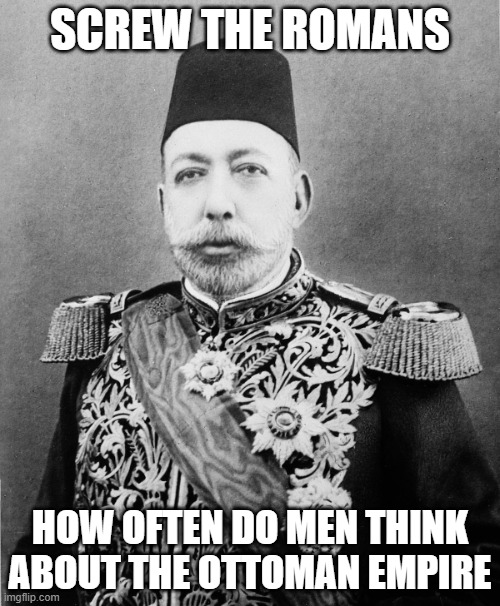 SCREW THE ROMANS
HOW OFTEN DO MEN THINK
ABOUT THE OTTOMAN EMPIRE
imgflip.com